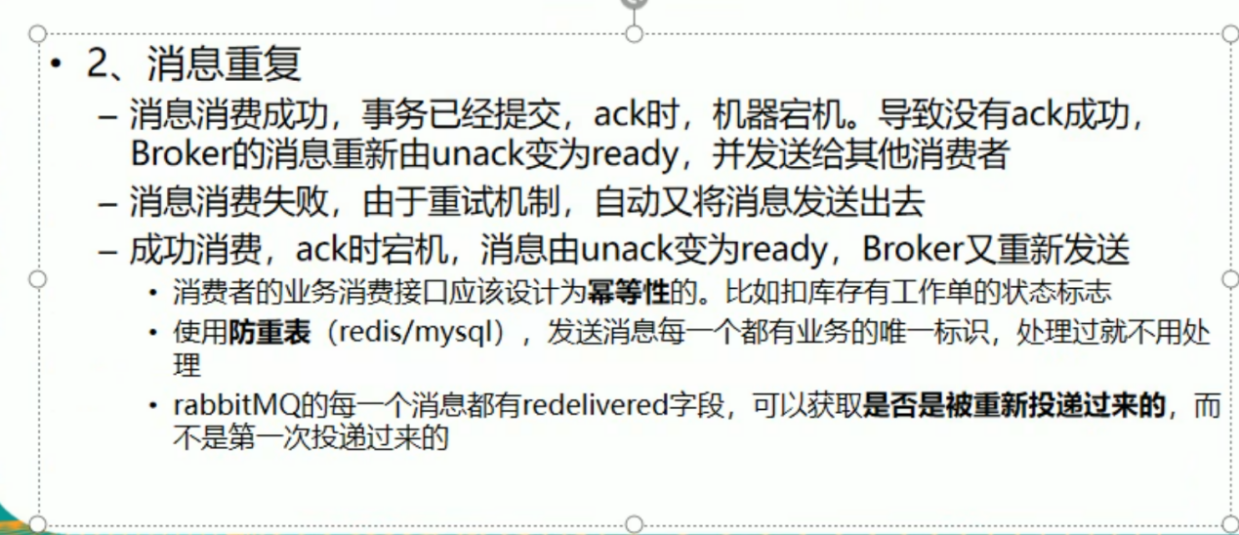 • 2、消息重复
– 消息消费成功，事务已经提交，ack时，机器宕机。导致没有ack成功，
Broker的消息重新由unack变为ready，并发送给其他消费者
– 消息消费失败，由于重试机制，自动又将消息发送出去
– 成功消费，ack时宕机，消息由unack变为ready，Broker又重新发送
• 消费者的业务消费接口应该设计为幂等性的。比如扣库存有工作单的状态标志
• 使用防重表（redis/mysql），发送消息每一个都有业务的唯一标识，处理过就不用处
理
• rabbitMQ的每一个消息都有redelivered字段，可以获取是否是被重新投递过来的，而
不是第一次投递过来的